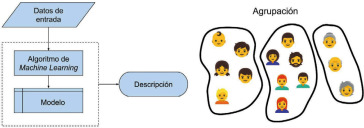 Datos de
entrada
Algoritmo de
Machine Learning
Modelo
Descripción
Agrupación